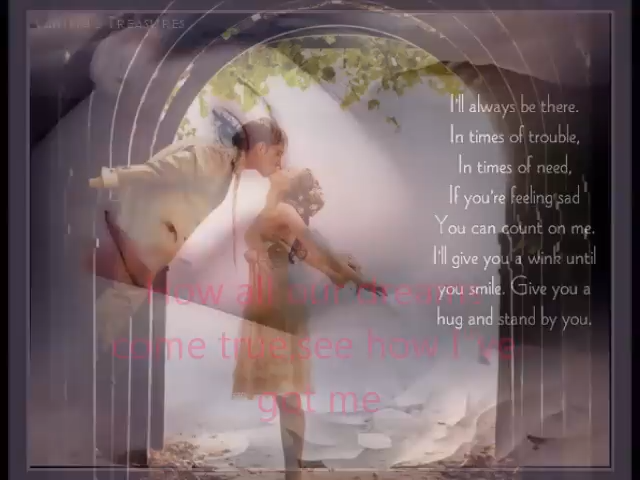 Treasures
I'll always be there.
In times of trouble,
In times of need,
If you're feeling sad
You can count on me.
I'll give you a wink until
you smile. Give you a
hug and stand by you.
How all our dreams
come true,see how I've
got me